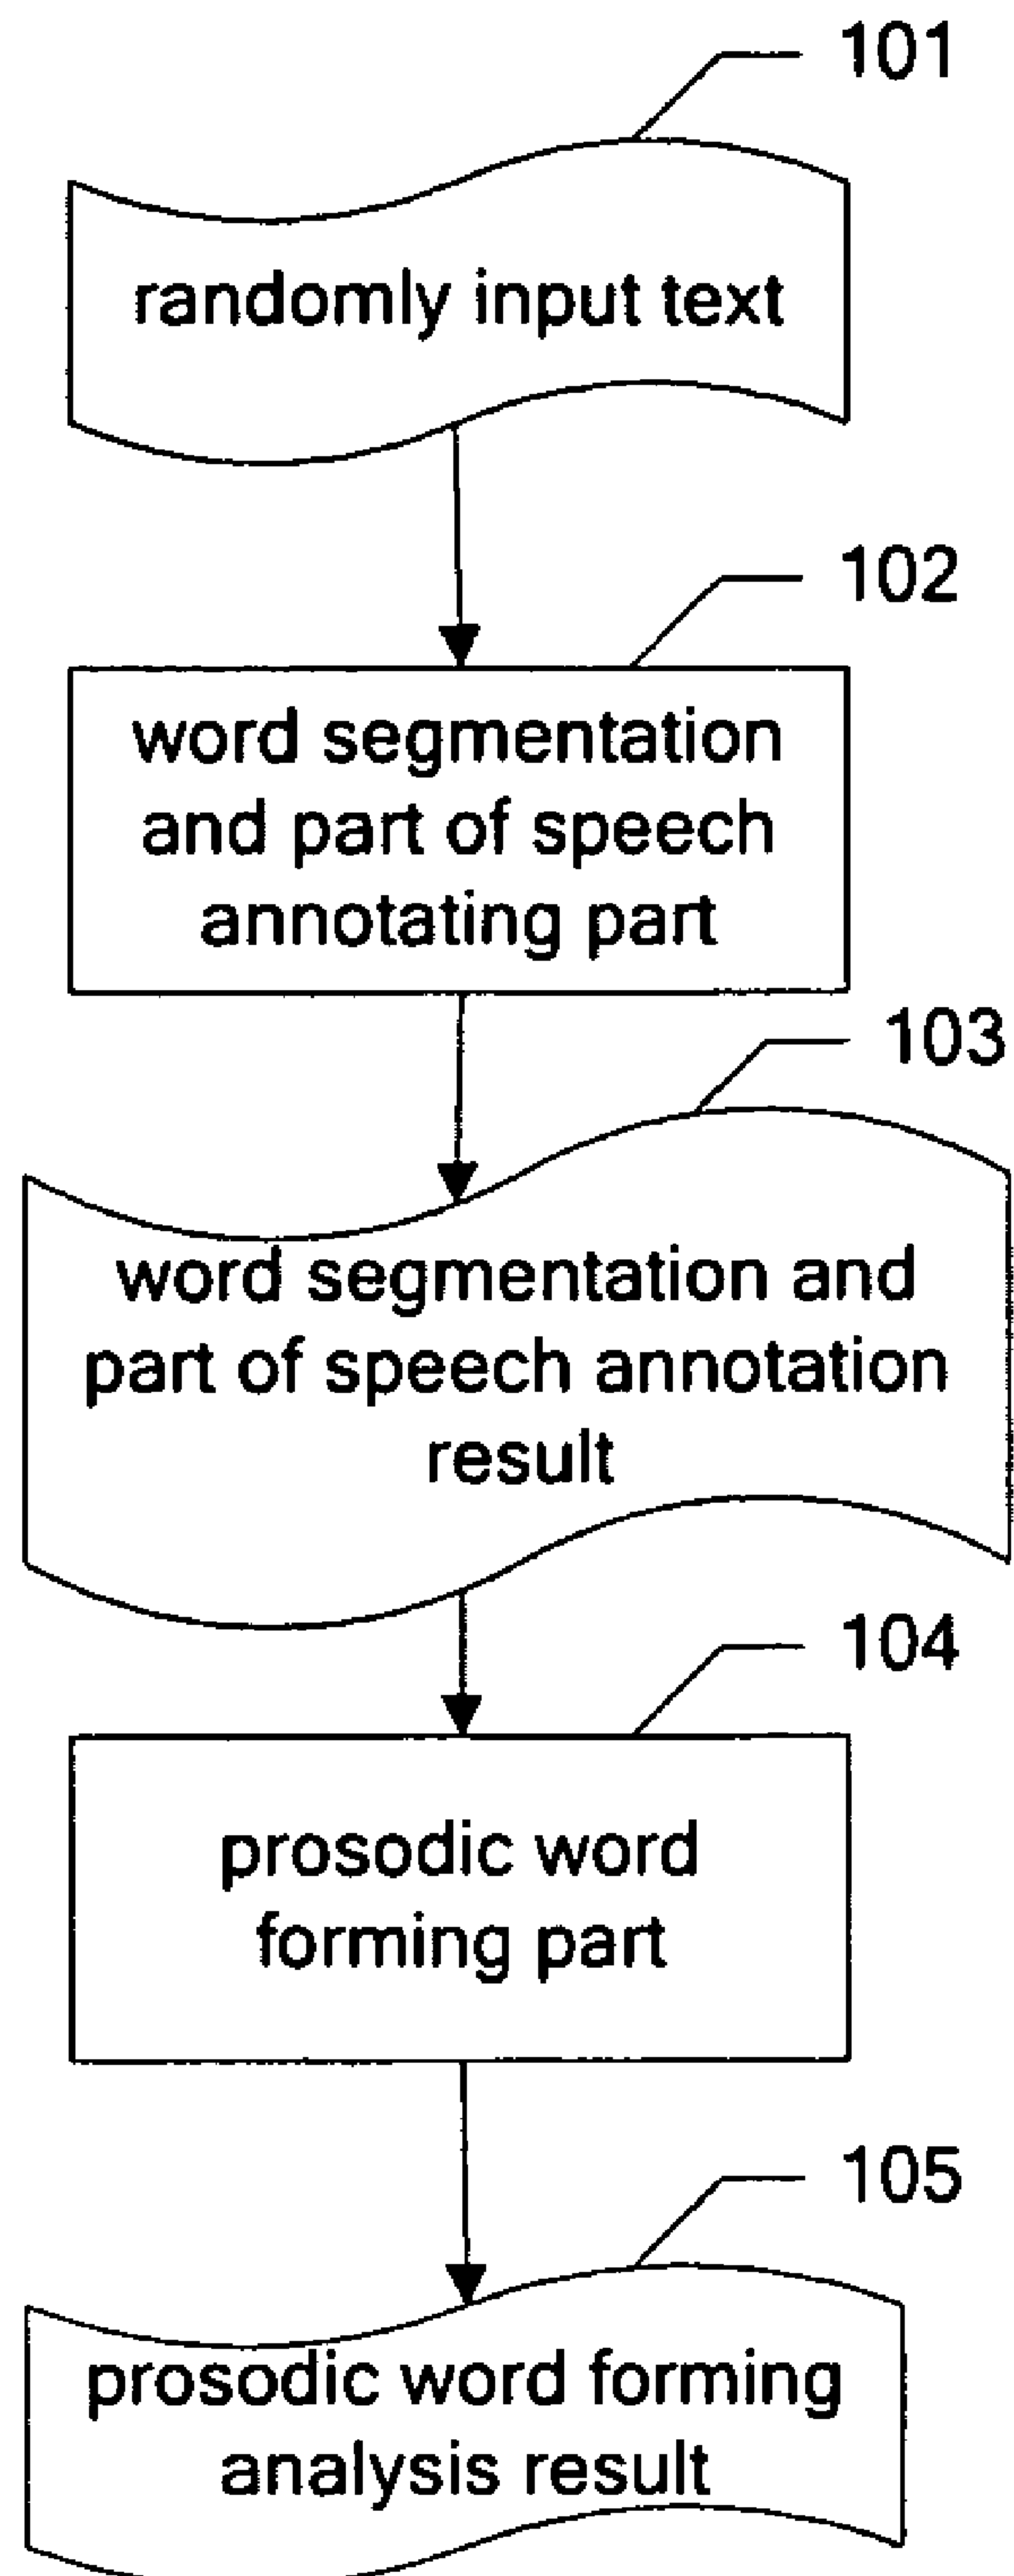 101
randomly input text
102
word segmentation
and part of speech
annotating part
103
word segmentation and
part of speech annotation
result
104
prosodic word
forming part
105
prosodic word forming
analysis result